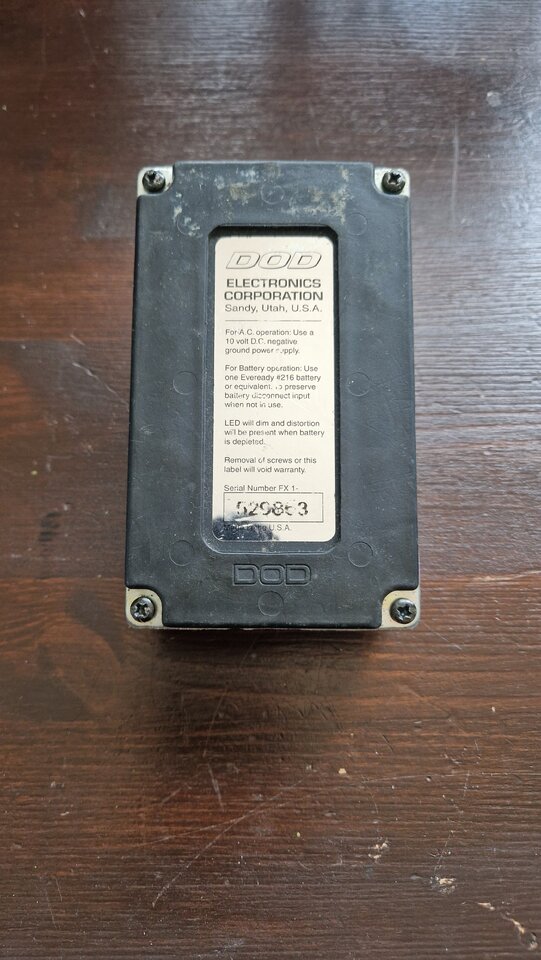 DOD
ELECTRONICS
CORPORATION
Sandy, Utah, U.S.A.
For A.C. operation: Use a
10 volt D.C. negative
ground power supply.
For Battery operation: Use
one Eveready #216 battery
or equivalent. To preserve
battery disconnect input
when not in use.
LED will dim and distortion
will be present when battery
is depleted.
Removal of screws or this
label will void warranty.
Serial Number FX 1-
U.S.A.
DOD